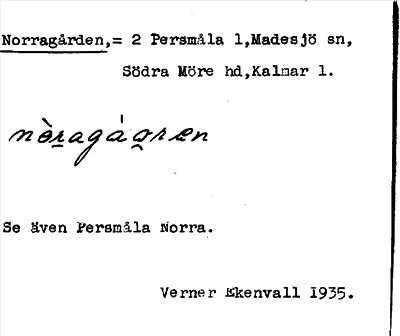 Norragården,= 2 Persmåla 1,Madesjö sn,
Södra Möre hd,Kalmar l.
Se även Persmåla Norra.
Verner Ekenvall 1935.